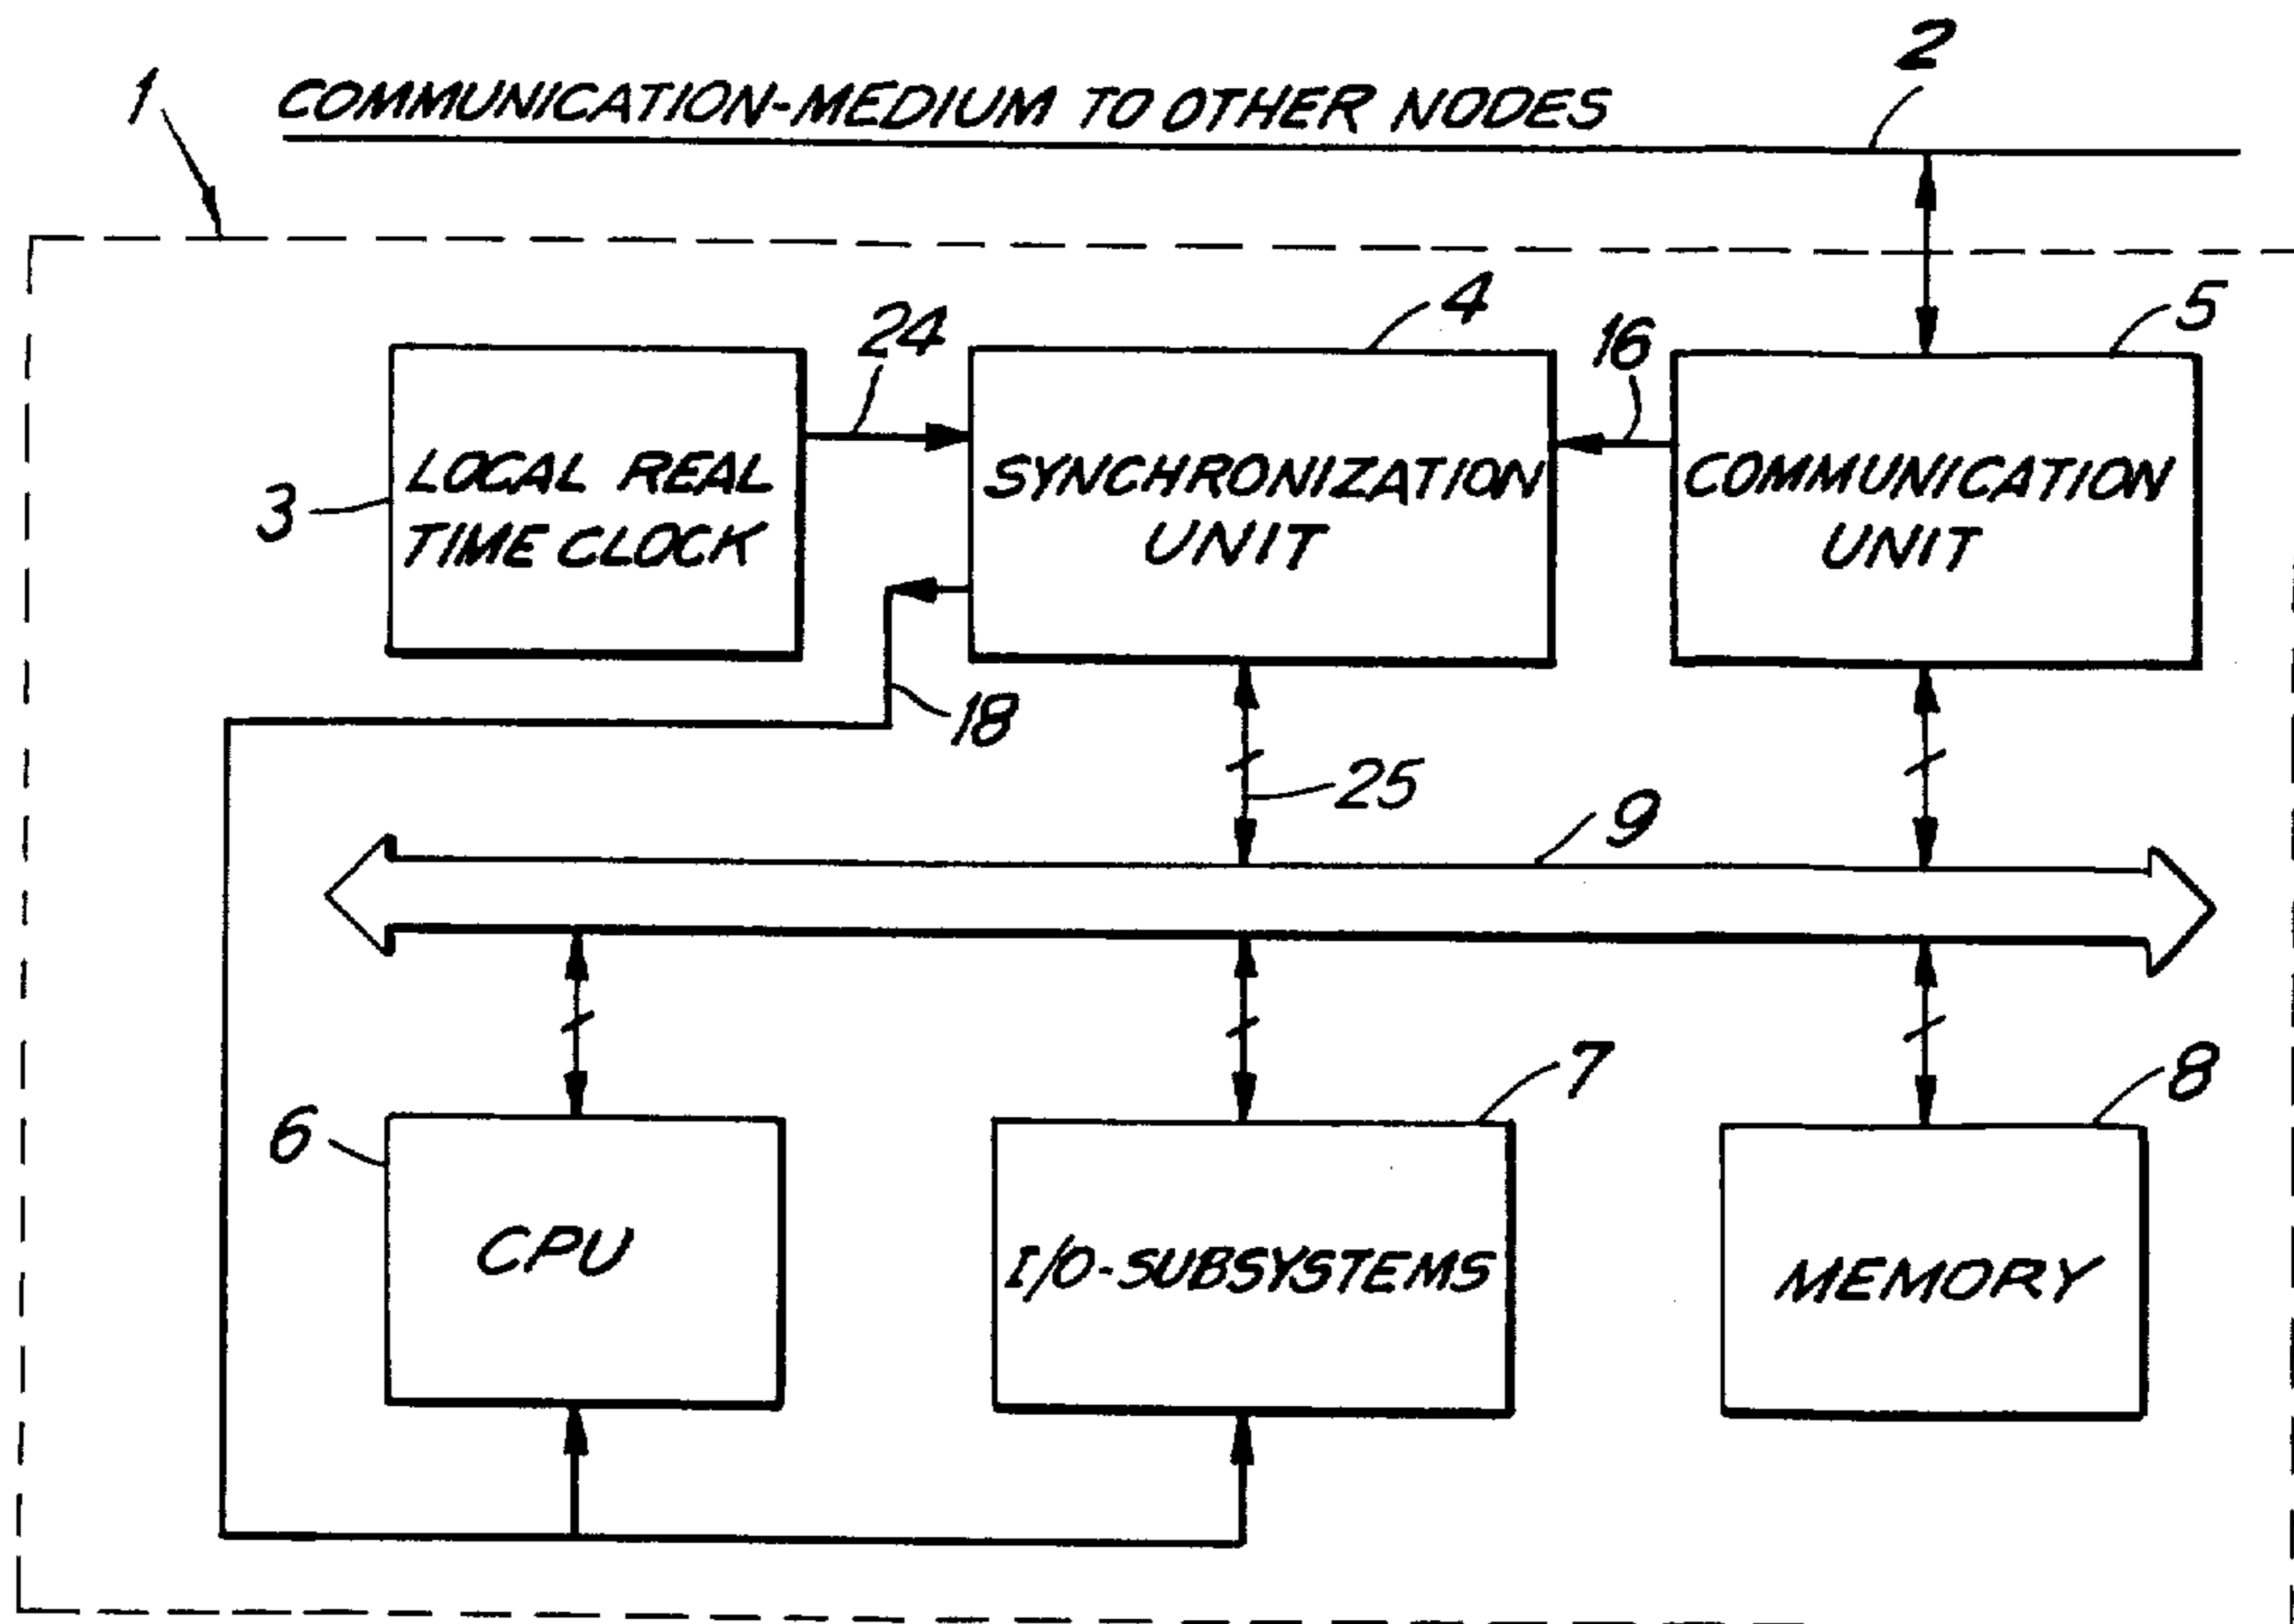 2
1
COMMUNICATION-MEDIUM TO OTHER NODES
24
4
16
5
3
LOCAL REAL
TIME CLOCK
SYNCHRONIZATION
UNIT
COMMUNICATION
UNIT
18
25
9
6
7
8
CPU
I/O-SUBSYSTEMS
MEMORY